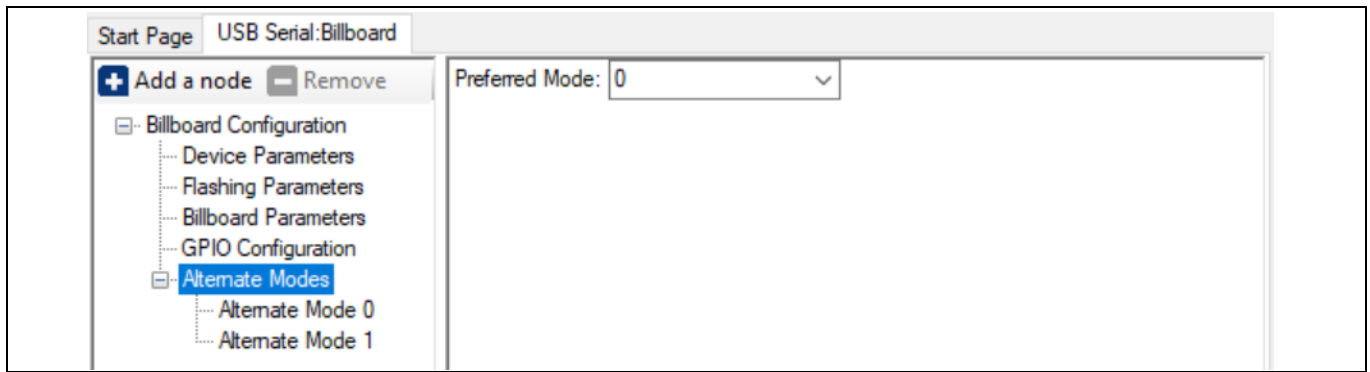 Start Page USB Serial:Billboard
Add a node Remove
Preferred Mode: 0
Billboard Configuration
Device Parameters
Flashing Parameters
Billboard Parameters
GPIO Configuration
Alternate Modes
Alternate Mode 0
Alternate Mode 1